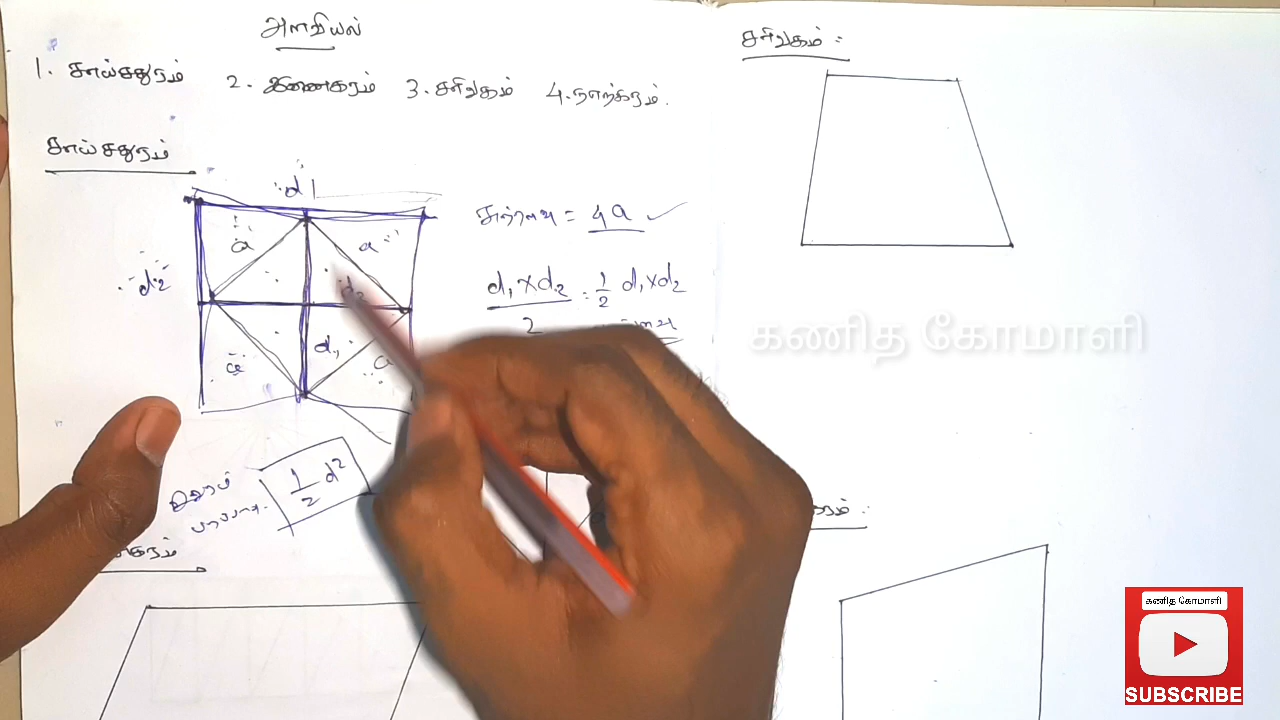 அளவியல்
1. சாய்சதுரம் 2. இணைகரம் 3. சரிவகம் 4. நாற்கரம்.
சாய்சதுரம்
d1
a
a
d2
d2
d1
a
a
சுற்றளவு = 4a ✓
d1 × d2 / 2 = 1/2 d1 × d2
1/2 d²
சரிவகம் :
கணித கோமாளி
கணித கோமாளி
SUBSCRIBE